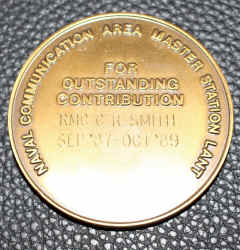 NAVAL COMMUNICATION AREA MASTER STATION LANT
FOR
OUTSTANDING
CONTRIBUTION
RMC C R SMITH
SEP '87-OCT '89